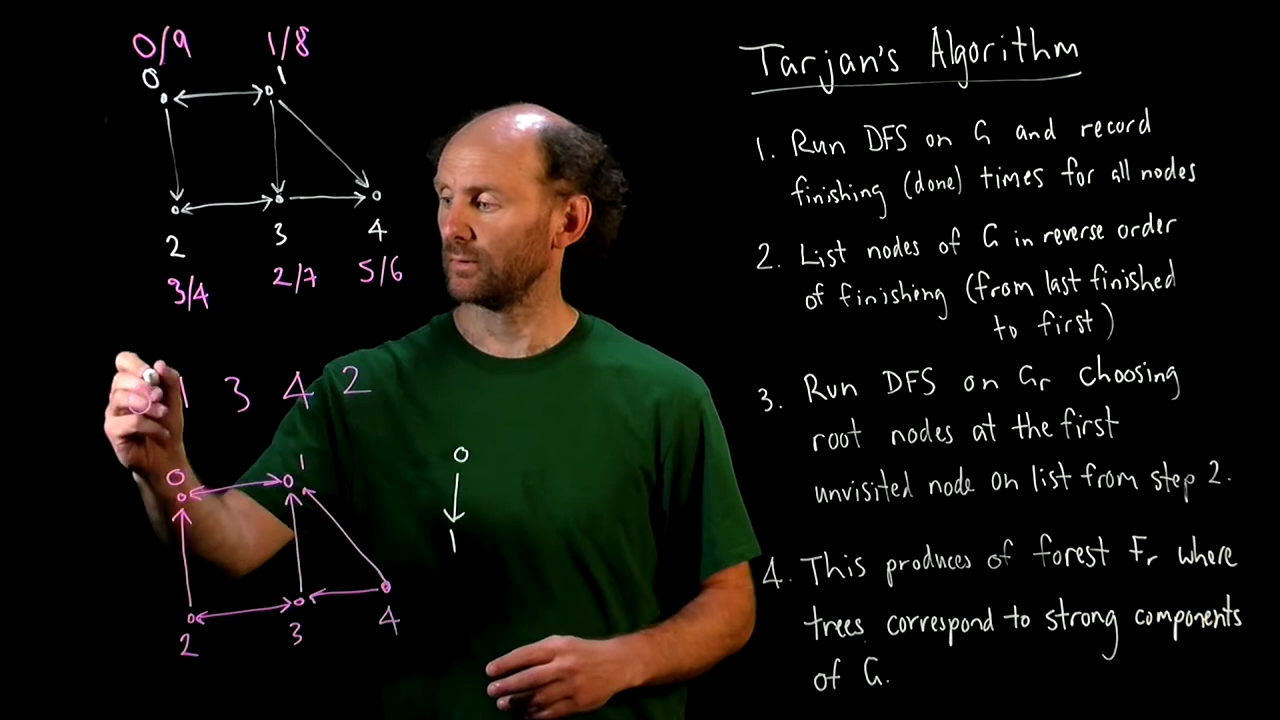 0/9 1/8
0 1
2 3 4
3/4 2/7 5/6
0 1 3 4 2
0 1
2 3 4
0
1
Tarjan's Algorithm
1. Run DFS on G and record
finishing (done) times for all nodes
2. List nodes of G in reverse order
of finishing (from last finished
to first)
3. Run DFS on Gr choosing
root nodes at the first
unvisited node on list from step 2.
4. This produces of forest Fr where
trees correspond to strong components
of G.